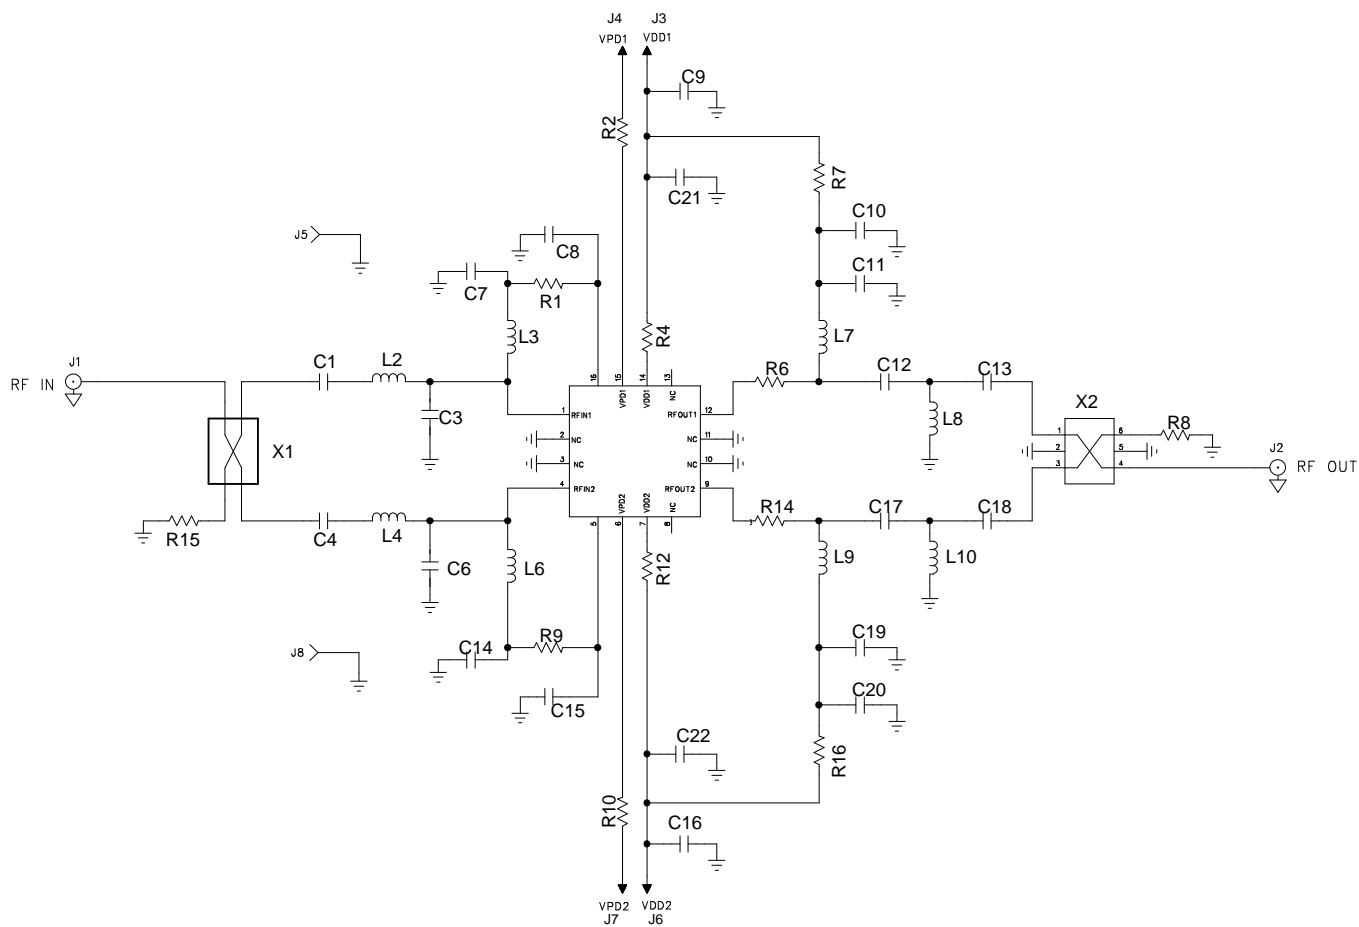 J4 J3
VPD1 VDD1
C9
R2
R7
C21
C10
J5
C8
C11
C7
R1
L3
R4
L7
J1
C1
L2
C12
C13
RF IN
R6
16
15
14
13
VPD1
VDD1
NC
X2
C3
1
RFIN1
RFOUT1
12
L8
1
6
R8
2
NC
NC
11
2
5
J2
X1
3
NC
NC
10
3
4
RF OUT
4
RFIN2
RFOUT2
9
VPD2
VDD2
NC
5
6
7
8
R15
C4
L4
R14
C17
C18
C6
L6
R12
L9
L10
R9
C14
C19
J8
C15
C20
C22
R16
R10
C16
VPD2 VDD2
J7 J6